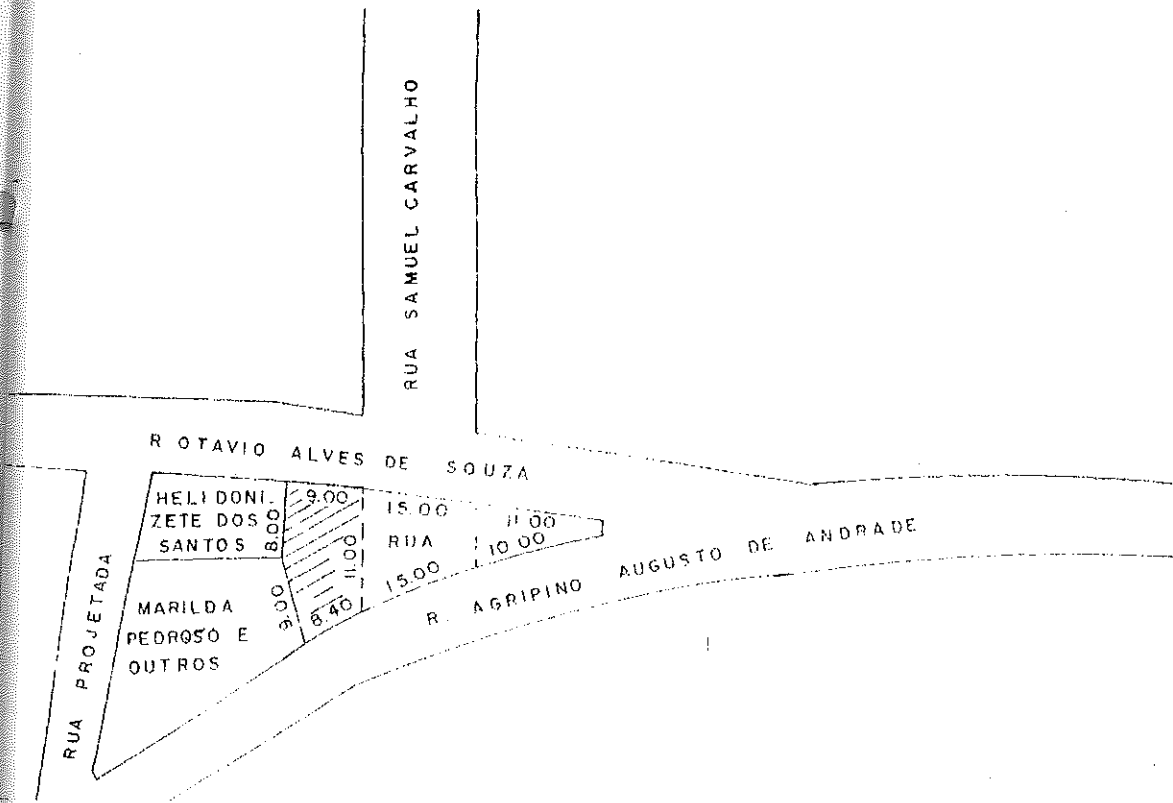 RUA SAMUEL CARVALHO
R OTAVIO ALVES DE SOUZA
HELI DONI-
ZETE DOS
SANTOS
8.00
9.00
15.00
11.00
RUA
10.00
11.00
15.00
9.00
8.40
MARILDA
PEDROSO E
OUTROS
R. AGRIPINO AUGUSTO DE ANDRADE
RUA PROJETADA